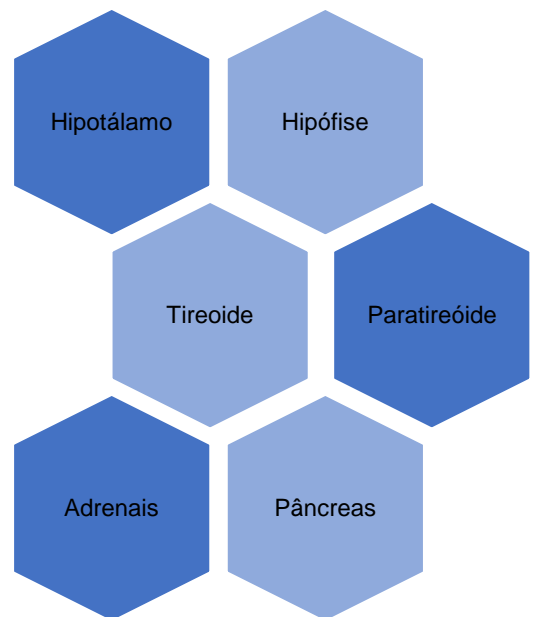 Hipotálamo
Hipófise
Tireoide
Paratireóide
Adrenais
Pâncreas